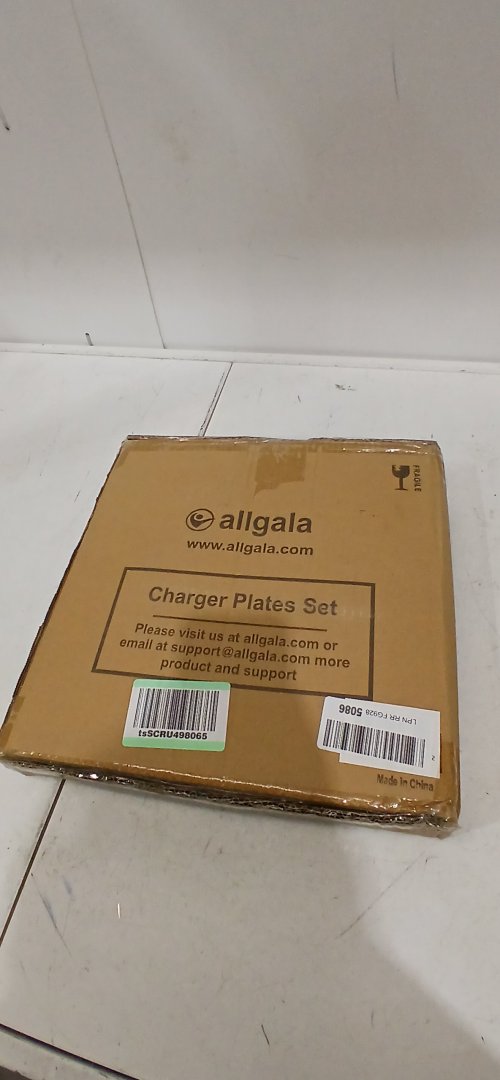 FRAGILE
allgala
www.allgala.com
Charger Plates Set
Please visit us at allgala.com or
email at support@allgala.com more
product and support
tsSCRU498065
LPN RR FG928 5086
2
Made in China